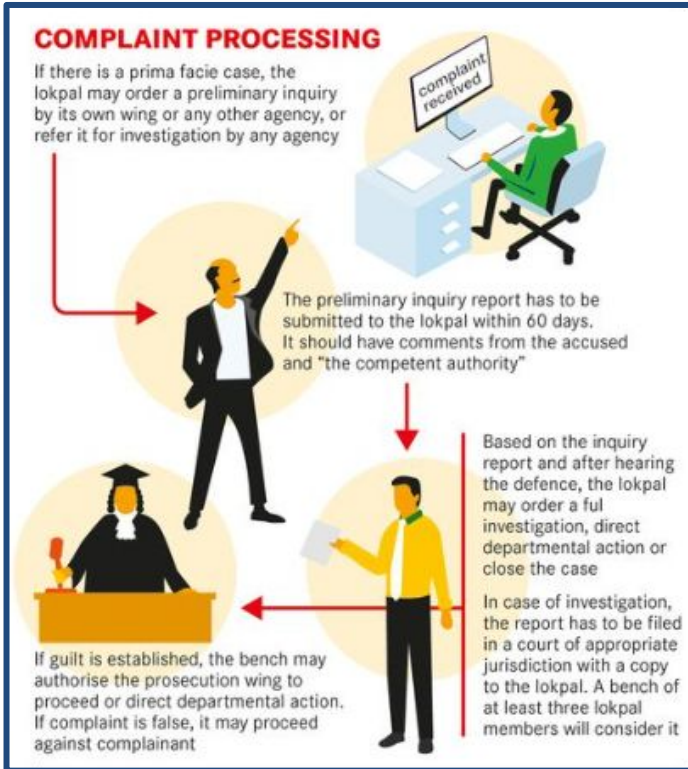 COMPLAINT PROCESSING
If there is a prima facie case, the
lokpal may order a preliminary inquiry
by its own wing or any other agency, or
refer it for investigation by any agency
complaint
received
The preliminary inquiry report has to be
submitted to the lokpal within 60 days.
It should have comments from the accused
and “the competent authority”
Based on the inquiry
report and after hearing
the defence, the lokpal
may order a ful
investigation, direct
departmental action or
close the case
In case of investigation,
the report has to be filed
in a court of appropriate
jurisdiction with a copy
to the lokpal. A bench of
at least three lokpal
members will consider it
If guilt is established, the bench may
authorise the prosecution wing to
proceed or direct departmental action.
If complaint is false, it may proceed
against complainant